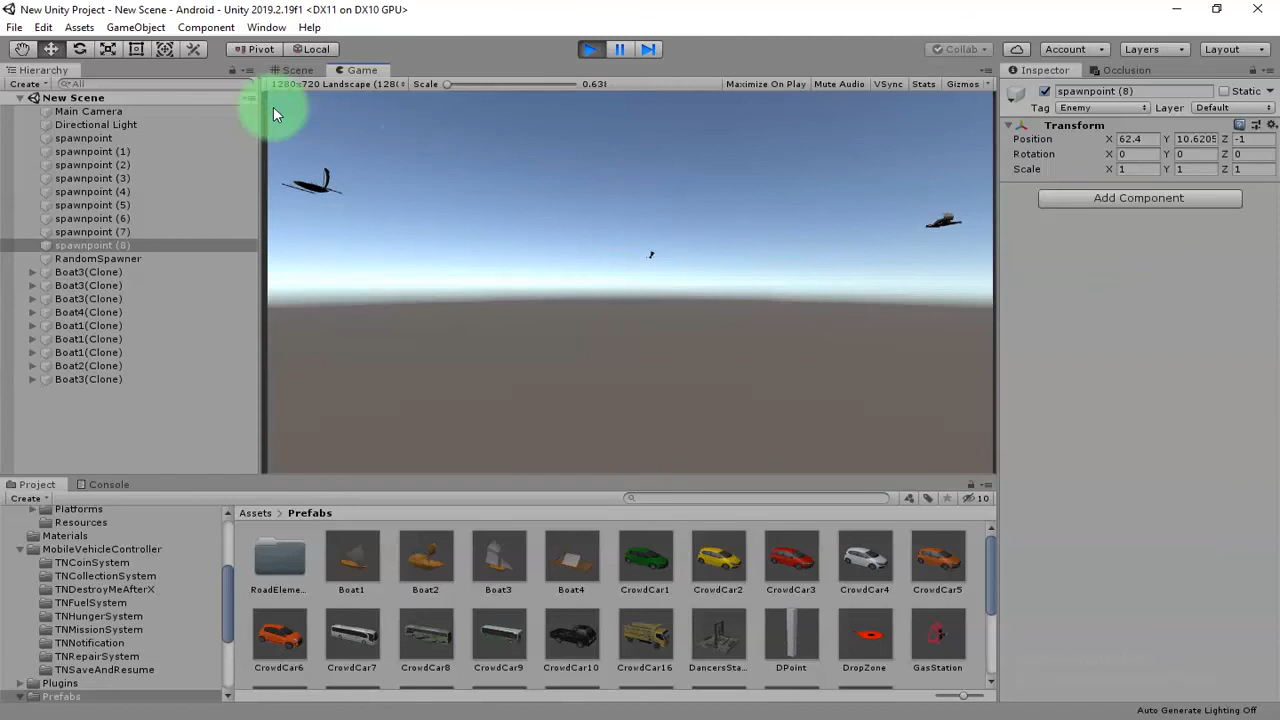 New Unity Project - New Scene - Android - Unity 2019.2.19f1 <DX11 on DX10 GPU>
File Edit Assets GameObject Component Window Help
Pivot Local Collab Account Layers Layout
Hierarchy Scene Game Inspector Occlusion
Create All 1280x720 Landscape (128( Scale 0.63x Maximize On Play Mute Audio VSync Stats Gizmos
spawnpoint (8) Static
New Scene
Tag Enemy Layer Default
Main Camera
Directional Light Transform
spawnpoint Position X 62.4 Y 10.6205 Z -1
spawnpoint (1) Rotation X 0 Y 0 Z 0
spawnpoint (2) Scale X 1 Y 1 Z 1
spawnpoint (3)
spawnpoint (4) Add Component
spawnpoint (5)
spawnpoint (6)
spawnpoint (7)
spawnpoint (8)
RandomSpawner
Boat3(Clone)
Boat3(Clone)
Boat3(Clone)
Boat4(Clone)
Boat1(Clone)
Boat1(Clone)
Boat1(Clone)
Boat2(Clone)
Boat3(Clone)
Project Console
Create 10
Platforms
Resources
Materials
MobileVehicleController
TNCoinSystem
TNCollectionSystem
TNDestroyMeAfterX
TNFuelSystem
TNHungerSystem
TNMissionSystem
TNNotification
TNRepairSystem
TNSaveAndResume
Plugins
Prefabs
Assets Prefabs
RoadEleme... Boat1 Boat2 Boat3 Boat4 CrowdCar1 CrowdCar2 CrowdCar3 CrowdCar4 CrowdCar5
CrowdCar6 CrowdCar7 CrowdCar8 CrowdCar9 CrowdCar10 CrowdCar16 DancersSta... DPoint DropZone GasStation
Auto Generate Lighting Off